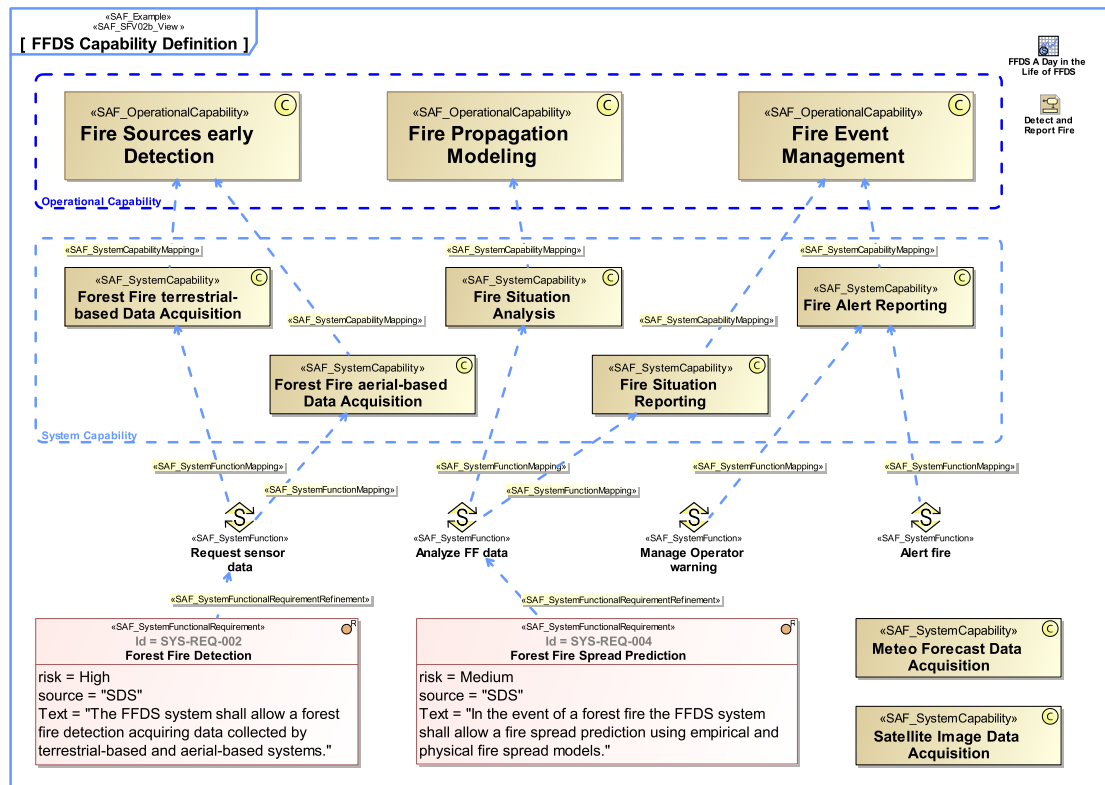 «SAF_Example»
«SAF_SFV02b_View »
[ FFDS Capability Definition ]
FFDS A Day in the
Life of FFDS
Detect and
Report Fire
«SAF_OperationalCapability»
C
Fire Sources early
Detection
«SAF_OperationalCapability»
C
Fire Propagation
Modeling
«SAF_OperationalCapability»
C
Fire Event
Management
Operational Capability
«SAF_SystemCapabilityMapping»
«SAF_SystemCapabilityMapping»
«SAF_SystemCapabilityMapping»
«SAF_SystemCapability»
C
Forest Fire terrestrial-
based Data Acquisition
«SAF_SystemCapability»
C
Fire Situation
Analysis
«SAF_SystemCapability»
C
Fire Alert Reporting
«SAF_SystemCapabilityMapping»
«SAF_SystemCapabilityMapping»
«SAF_SystemCapability»
C
Forest Fire aerial-based
Data Acquisition
«SAF_SystemCapability»
C
Fire Situation
Reporting
System Capability
«SAF_SystemFunctionMapping»
«SAF_SystemFunctionMapping»
«SAF_SystemFunctionMapping»
«SAF_SystemFunctionMapping»
«SAF_SystemFunctionMapping»
«SAF_SystemFunctionMapping»
S
«SAF_SystemFunction»
Request sensor
data
S
«SAF_SystemFunction»
Analyze FF data
S
«SAF_SystemFunction»
Manage Operator
warning
S
«SAF_SystemFunction»
Alert fire
«SAF_SystemFunctionalRequirementRefinement»
«SAF_SystemFunctionalRequirementRefinement»
«SAF_SystemFunctionalRequirement»
R
Id = SYS-REQ-002
Forest Fire Detection
risk = High
source = "SDS"
Text = "The FFDS system shall allow a forest
fire detection acquiring data collected by
terrestrial-based and aerial-based systems."
«SAF_SystemFunctionalRequirement»
R
Id = SYS-REQ-004
Forest Fire Spread Prediction
risk = Medium
source = "SDS"
Text = "In the event of a forest fire the FFDS system
shall allow a fire spread prediction using empirical and
physical fire spread models."
«SAF_SystemCapability»
C
Meteo Forecast Data
Acquisition
«SAF_SystemCapability»
C
Satellite Image Data
Acquisition